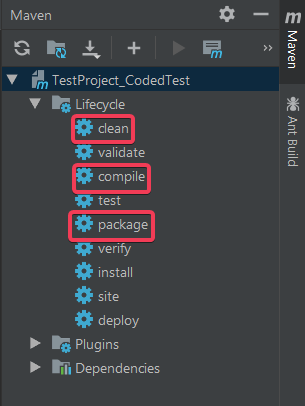 Maven
TestProject_CodedTest
Lifecycle
clean
validate
compile
test
package
verify
install
site
deploy
Plugins
Dependencies
Maven
Ant Build